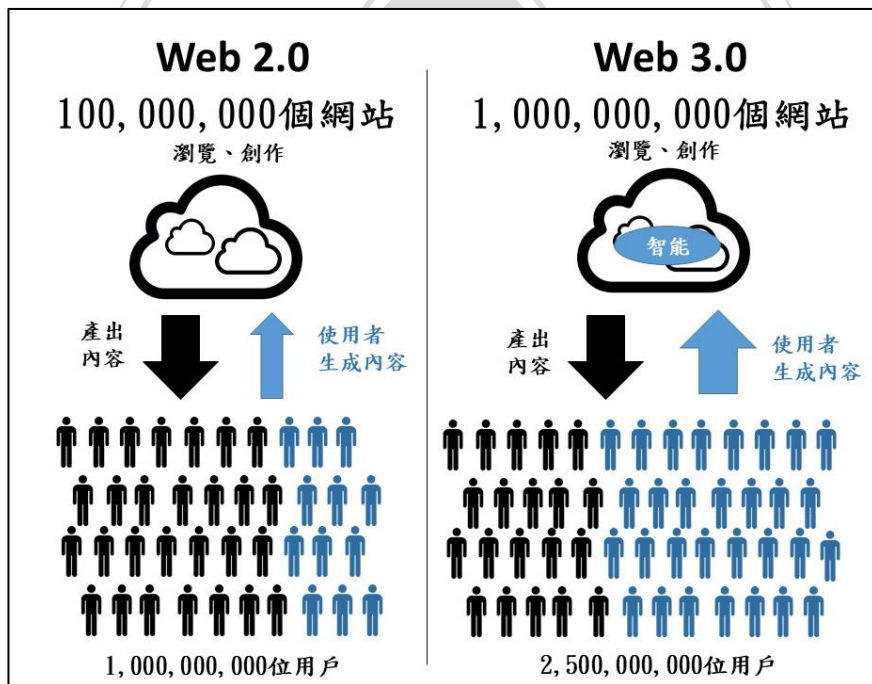 Web 2.0
100,000,000個網站
瀏覽、創作
產出
內容
使用者
生成內容
1,000,000,000位用戶
Web 3.0
1,000,000,000個網站
瀏覽、創作
智能
產出
內容
使用者
生成內容
2,500,000,000位用戶